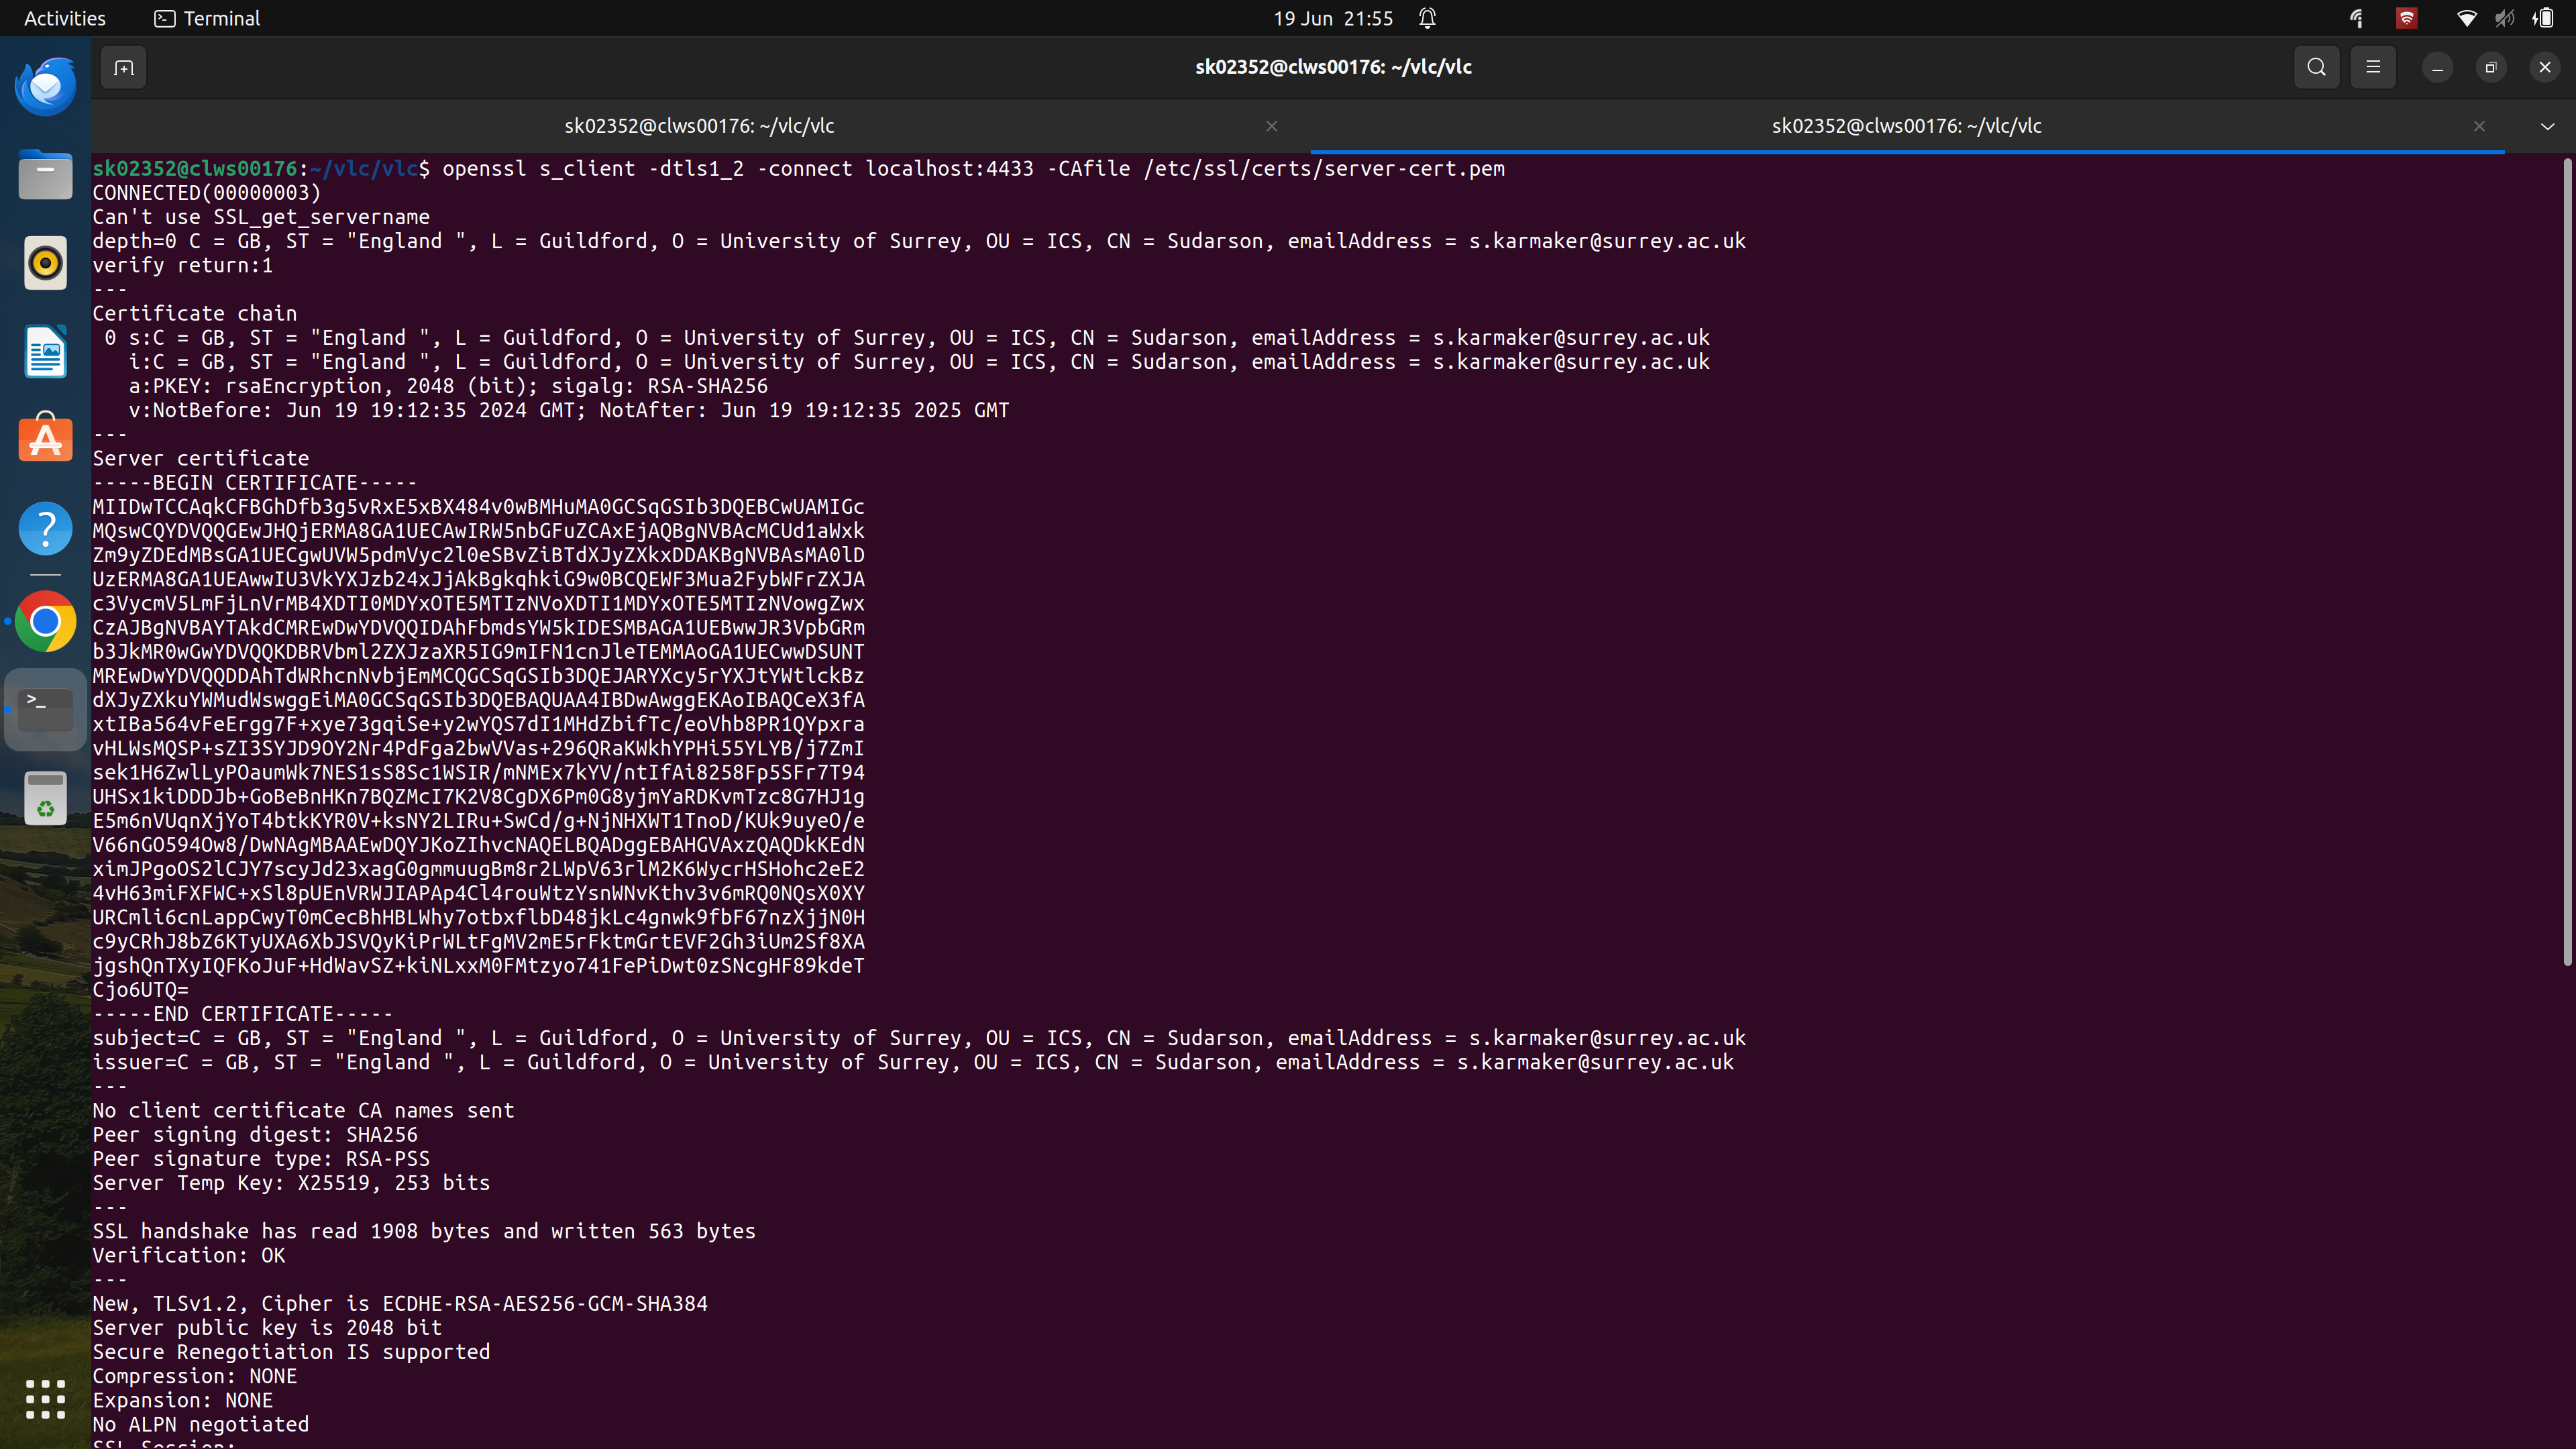 Activities
Terminal
19 Jun 21:55
sk02352@clws00176: ~/vlc/vlc
sk02352@clws00176: ~/vlc/vlc
sk02352@clws00176: ~/vlc/vlc
sk02352@clws00176:~/vlc/vlc$ openssl s_client -dtls1_2 -connect localhost:4433 -CAfile /etc/ssl/certs/server-cert.pem
CONNECTED(00000003)
Can't use SSL_get_servername
depth=0 C = GB, ST = "England ", L = Guildford, O = University of Surrey, OU = ICS, CN = Sudarson, emailAddress = s.karmaker@surrey.ac.uk
verify return:1
---
Certificate chain
 0 s:C = GB, ST = "England ", L = Guildford, O = University of Surrey, OU = ICS, CN = Sudarson, emailAddress = s.karmaker@surrey.ac.uk
   i:C = GB, ST = "England ", L = Guildford, O = University of Surrey, OU = ICS, CN = Sudarson, emailAddress = s.karmaker@surrey.ac.uk
   a:PKEY: rsaEncryption, 2048 (bit); sigalg: RSA-SHA256
   v:NotBefore: Jun 19 19:12:35 2024 GMT; NotAfter: Jun 19 19:12:35 2025 GMT
---
Server certificate
-----BEGIN CERTIFICATE-----
MIIDwTCCAqkCFBGhDfb3g5vRxE5xBX484v0wBMHuMA0GCSqGSIb3DQEBCwUAMIGc
MQswCQYDVQQGEwJHQjERMA8GA1UECAwIRW5nbGFuZCAxEjAQBgNVBAcMCUd1aWxk
Zm9yZDEdMBsGA1UECgwUVW5pdmVyc2l0eSBvZiBTdXJyZXkxDDAKBgNVBAsMA0lD
UzERMA8GA1UEAwwIU3VkYXJzb24xJjAkBgkqhkiG9w0BCQEWF3Mua2FybWFrZXJA
c3VycmV5LmFjLnVrMB4XDTI0MDYxOTE5MTIzNVoXDTI1MDYxOTE5MTIzNVowgZwx
CzAJBgNVBAYTAkdCMREwDwYDVQQIDAhFbmdsYW5kIDESMBAGA1UEBwwJR3VpbGRm
b3JkMR0wGwYDVQQKDBRVbml2ZXJzaXR5IG9mIFN1cnJleTEMMAoGA1UECwwDSUNT
MREwDwYDVQQDDAhTdWRhcnNvbjEmMCQGCSqGSIb3DQEJARYXcy5rYXJtYWtlckBz
dXJyZXkuYWMudWswggEiMA0GCSqGSIb3DQEBAQUAA4IBDwAwggEKAoIBAQCeX3fA
xtIBa564vFeErgg7F+xye73gqiSe+y2wYQS7dI1MHdZbifTc/eoVhb8PR1QYpxra
vHLWsMQSP+sZI3SYJD9OY2Nr4PdFga2bwVVas+296QRaKWkhYPHi55YLYB/j7ZmI
sek1H6ZwlLyPOaumWk7NES1sS8Sc1WSIR/mNMEx7kYV/ntIfAi8258Fp5SFr7T94
UHSx1kiDDDJb+GoBeBnHKn7BQZMcI7K2V8CgDX6Pm0G8yjmYaRDKvmTzc8G7HJ1g
E5m6nVUqnXjYoT4btkKYR0V+ksNY2LIRu+SwCd/g+NjNHXWT1TnoD/KUk9uyeO/e
V66nGO594Ow8/DwNAgMBAAEwDQYJKoZIhvcNAQELBQADggEBAHGVAxzQAQDkKEdN
ximJPgoOS2lCJY7scyJd23xagG0gmmuugBm8r2LWpV63rlM2K6WycrHSHohc2eE2
4vH63miFXFWC+xSl8pUEnVRWJIAPAp4Cl4rouWtzYsnWNvKthv3v6mRQ0NQsX0XY
URCmli6cnLappCwyT0mCecBhHBLWhy7otbxflbD48jkLc4gnwk9fbF67nzXjjN0H
c9yCRhJ8bZ6KTyUXA6XbJSVQyKiPrWLtFgMV2mE5rFktmGrtEVF2Gh3iUm2Sf8XA
jgshQnTXyIQFKoJuF+HdWavSZ+kiNLxxM0FMtzyo741FePiDwt0zSNcgHF89kdeT
Cjo6UTQ=
-----END CERTIFICATE-----
subject=C = GB, ST = "England ", L = Guildford, O = University of Surrey, OU = ICS, CN = Sudarson, emailAddress = s.karmaker@surrey.ac.uk
issuer=C = GB, ST = "England ", L = Guildford, O = University of Surrey, OU = ICS, CN = Sudarson, emailAddress = s.karmaker@surrey.ac.uk
---
No client certificate CA names sent
Peer signing digest: SHA256
Peer signature type: RSA-PSS
Server Temp Key: X25519, 253 bits
---
SSL handshake has read 1908 bytes and written 563 bytes
Verification: OK
---
New, TLSv1.2, Cipher is ECDHE-RSA-AES256-GCM-SHA384
Server public key is 2048 bit
Secure Renegotiation IS supported
Compression: NONE
Expansion: NONE
No ALPN negotiated
SSL-Session: